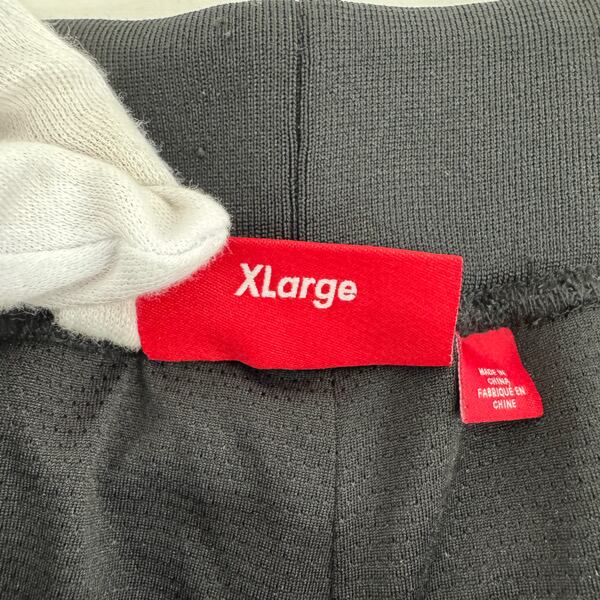 XLarge
MADE IN
CHINA
FABRIQUÉ EN
CHINE